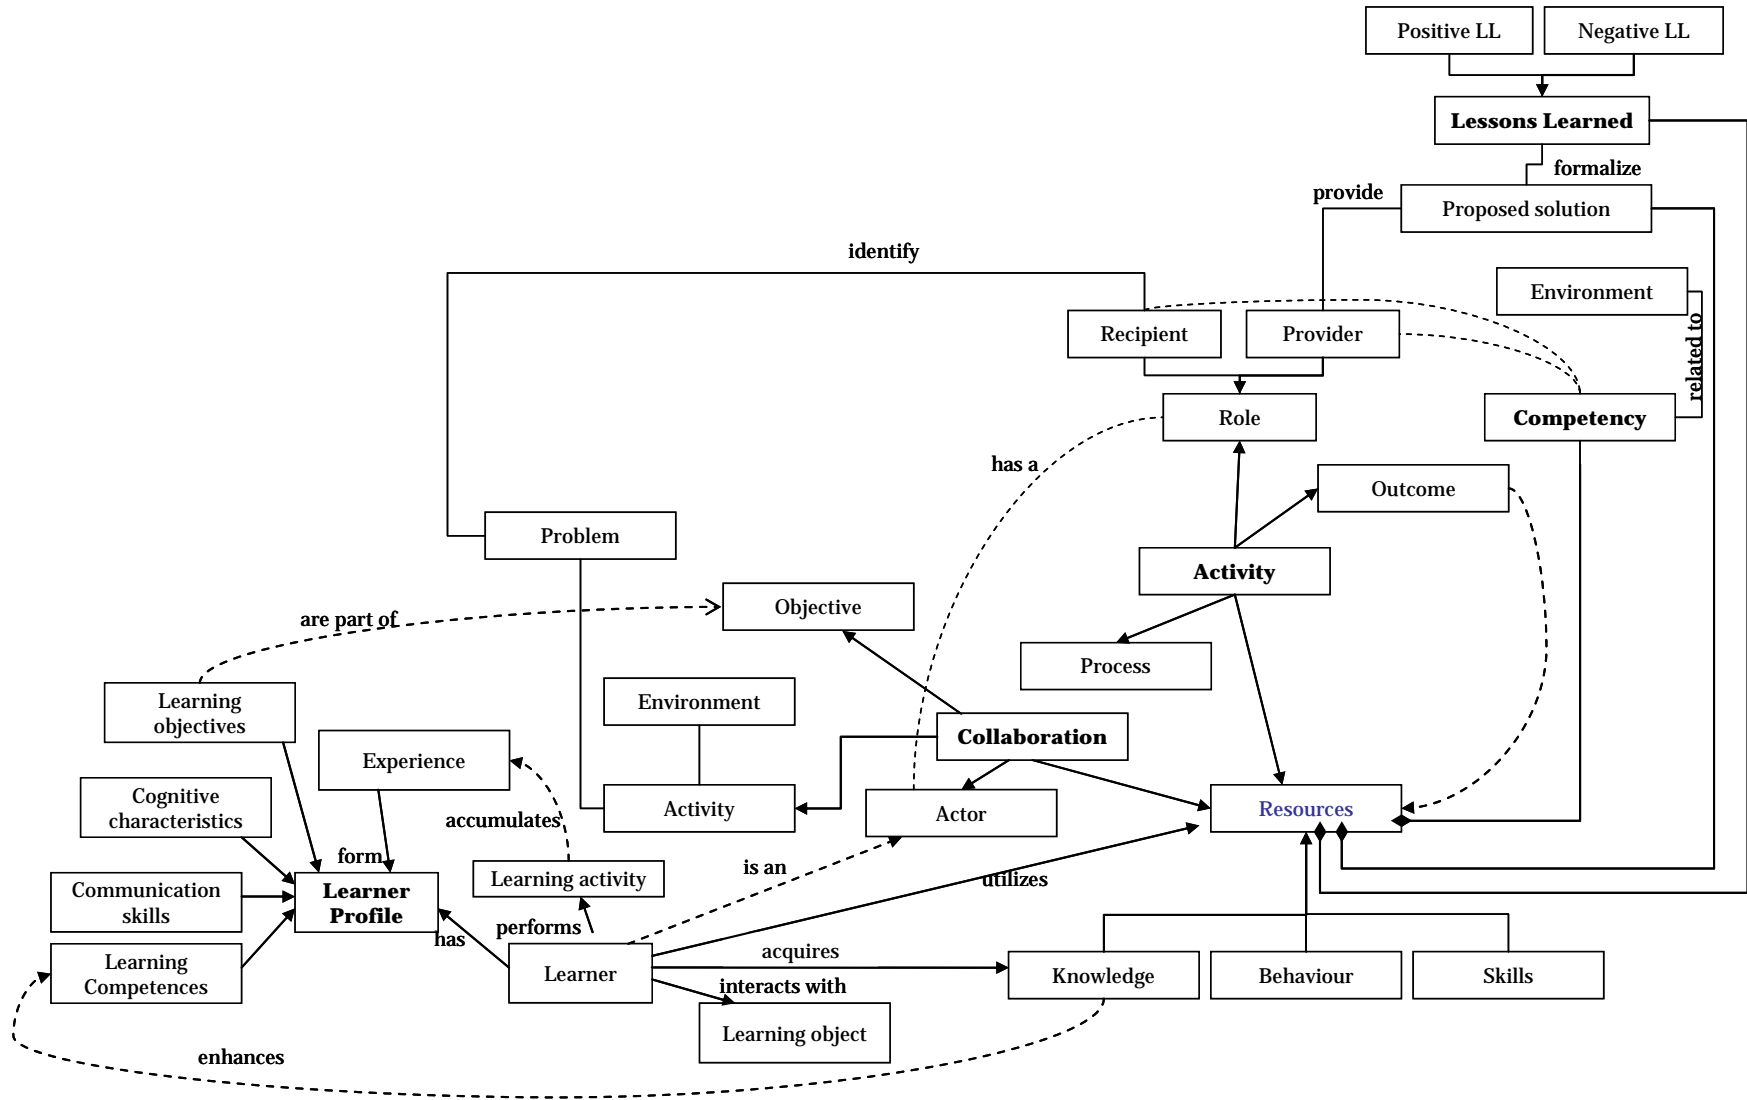 Positive LL
Negative LL
Lessons Learned
formalize
provide
Proposed solution
identify
Environment
related to
Recipient
Provider
Role
Competency
has a
Outcome
Problem
Activity
Objective
are part of
Process
Learning
objectives
Environment
Collaboration
Experience
Cognitive
characteristics
Activity
Actor
Resources
accumulates
form
is an
Learning activity
utilizes
Communication
skills
Learner
Profile
has
performs
acquires
Learning
Competences
Learner
interacts with
Knowledge
Behaviour
Skills
Learning object
enhances